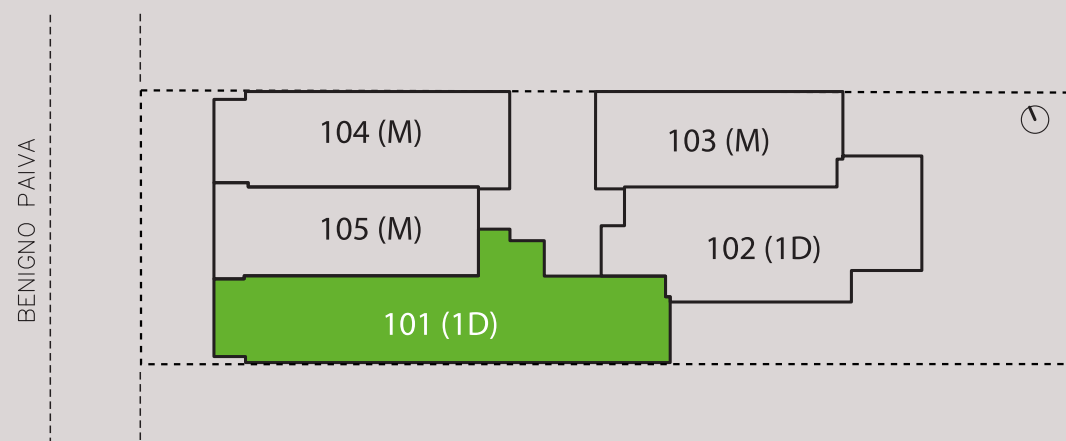 BENIGNO PAIVA
104 (M)
103 (M)
105 (M)
102 (1D)
101 (1D)